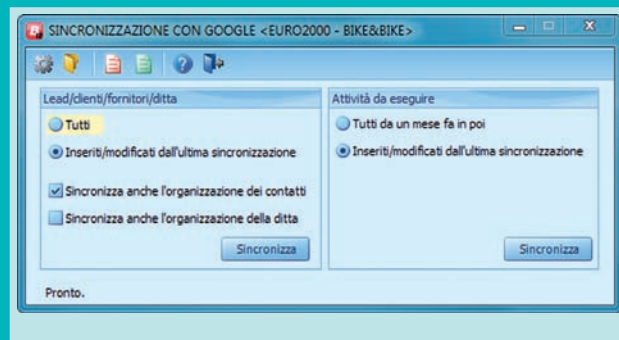 SINCRONIZZAZIONE CON GOOGLE <EURO2000 - BIKE&BIKE>
Lead/clienti/fornitori/ditta
Tutti
Inseriti/modificati dall'ultima sincronizzazione
Sincronizza anche l'organizzazione dei contatti
Sincronizza anche l'organizzazione della ditta
Sincronizza
Attività da eseguire
Tutti da un mese fa in poi
Inseriti/modificati dall'ultima sincronizzazione
Sincronizza
Pronto.